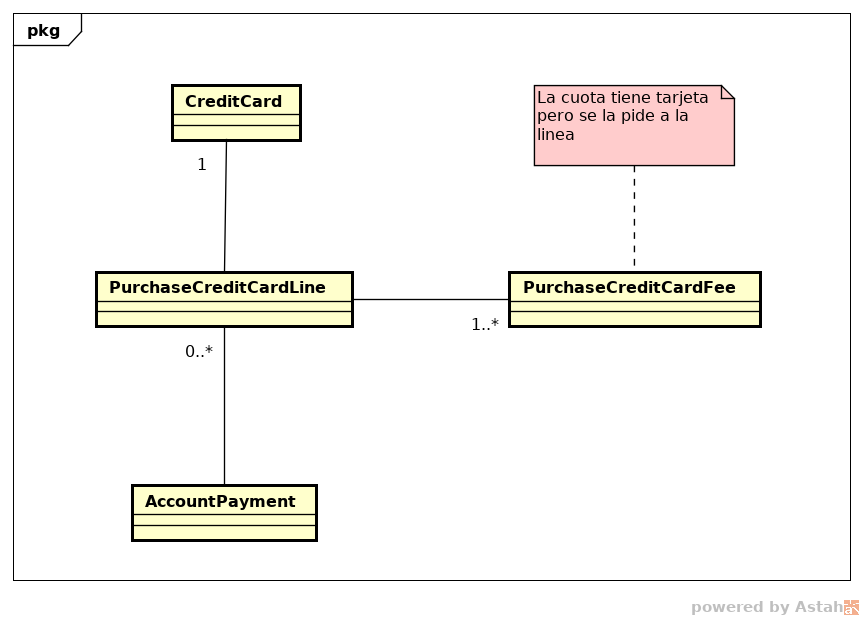 pkg
CreditCard
La cuota tiene tarjeta
pero se la pide a la
linea
1
PurchaseCreditCardLine
PurchaseCreditCardFee
1..*
0..*
AccountPayment
powered by Astah